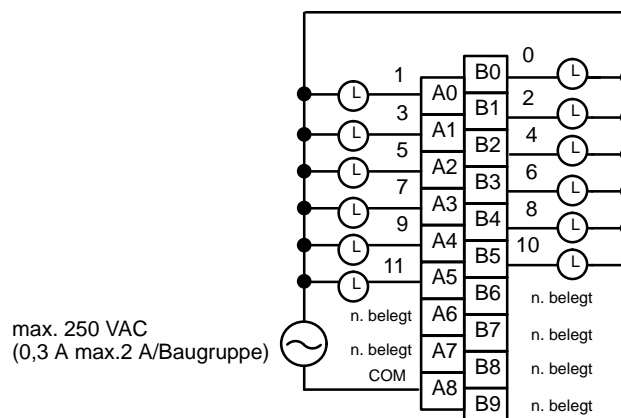 0
B0 L
1
L A0
2
B1 L
3
L A1
4
B2 L
5
L A2
6
B3 L
7
L A3
8
B4 L
9
L A4
10
B5 L
11
L A5
B6 n. belegt
n. belegt A6
B7 n. belegt
max. 250 VAC
(0,3 A max.2 A/Baugruppe)
n. belegt A7
B8 n. belegt
COM A8
B9 n. belegt